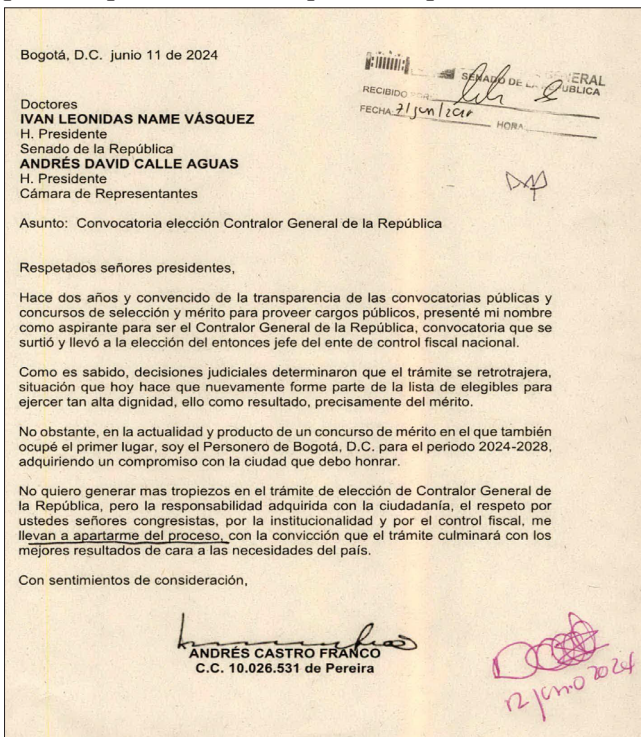 Bogotá, D.C. junio 11 de 2024
SENADO DE LA REPUBLICA
RECIBIDO POR:
FECHA:
HORA
Doctores
IVAN LEONIDAS NAME VÁSQUEZ
H. Presidente
Senado de la República
ANDRÉS DAVID CALLE AGUAS
H. Presidente
Cámara de Representantes
Asunto: Convocatoria elección Contralor General de la República
Respetados señores presidentes,
Hace dos años y convencido de la transparencia de las convocatorias públicas y
concursos de selección y mérito para proveer cargos públicos, presenté mi nombre
como aspirante para ser el Contralor General de la República, convocatoria que se
surtió y llevó a la elección del entonces jefe del ente de control fiscal nacional.
Como es sabido, decisiones judiciales determinaron que el trámite se retrotrajera,
situación que hoy hace que nuevamente forme parte de la lista de elegibles para
ejercer tan alta dignidad, ello como resultado, precisamente del mérito.
No obstante, en la actualidad y producto de un concurso de mérito en el que también
ocupé el primer lugar, soy el Personero de Bogotá, D.C. para el periodo 2024-2028,
adquiriendo un compromiso con la ciudad que debo honrar.
No quiero generar mas tropiezos en el trámite de elección de Contralor General de
la República, pero la responsabilidad adquirida con la ciudadanía, el respeto por
ustedes señores congresistas, por la institucionalidad y por el control fiscal, me
llevan a apartarme del proceso, con la convicción que el trámite culminará con los
mejores resultados de cara a las necesidades del país.
Con sentimientos de consideración,
ANDRÉS CASTRO FRANCO
C.C. 10.026.531 de Pereira
12 junio 2024